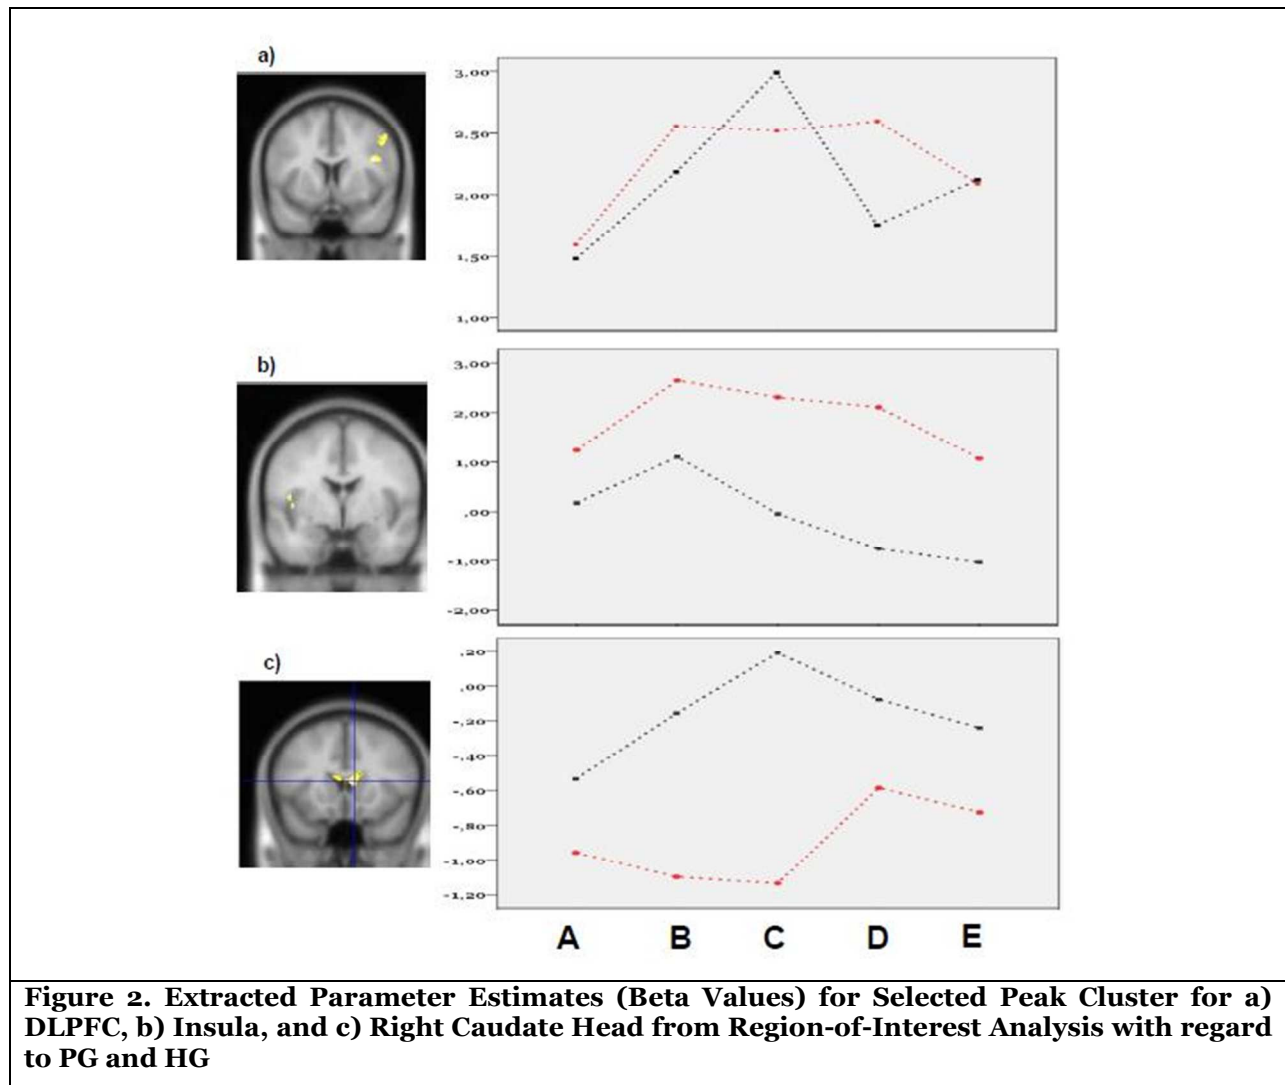 a)
3,00
2,50
2,00
1,50
1,00
b)
3,00
2,00
1,00
,00
-1,00
-2,00
c)
,20
,00
-,20
-,40
-,60
-,80
-1,00
-1,20
A B C D E
Figure 2. Extracted Parameter Estimates (Beta Values) for Selected Peak Cluster for a)
DLPFC, b) Insula, and c) Right Caudate Head from Region-of-Interest Analysis with regard
to PG and HG